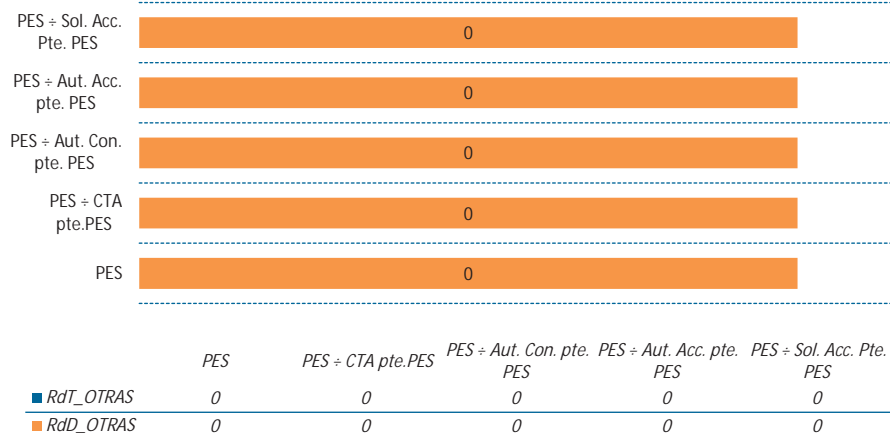 PES ÷ Sol. Acc.
Pte. PES
0
PES ÷ Aut. Acc.
pte. PES
0
PES ÷ Aut. Con.
pte. PES
0
PES ÷ CTA
pte.PES
0
PES
0
PES PES ÷ CTA pte.PES PES ÷ Aut. Con. pte. PES ÷ Aut. Acc. pte. PES ÷ Sol. Acc. Pte.
PES PES PES
RdT_OTRAS 0 0 0 0 0
RdD_OTRAS 0 0 0 0 0